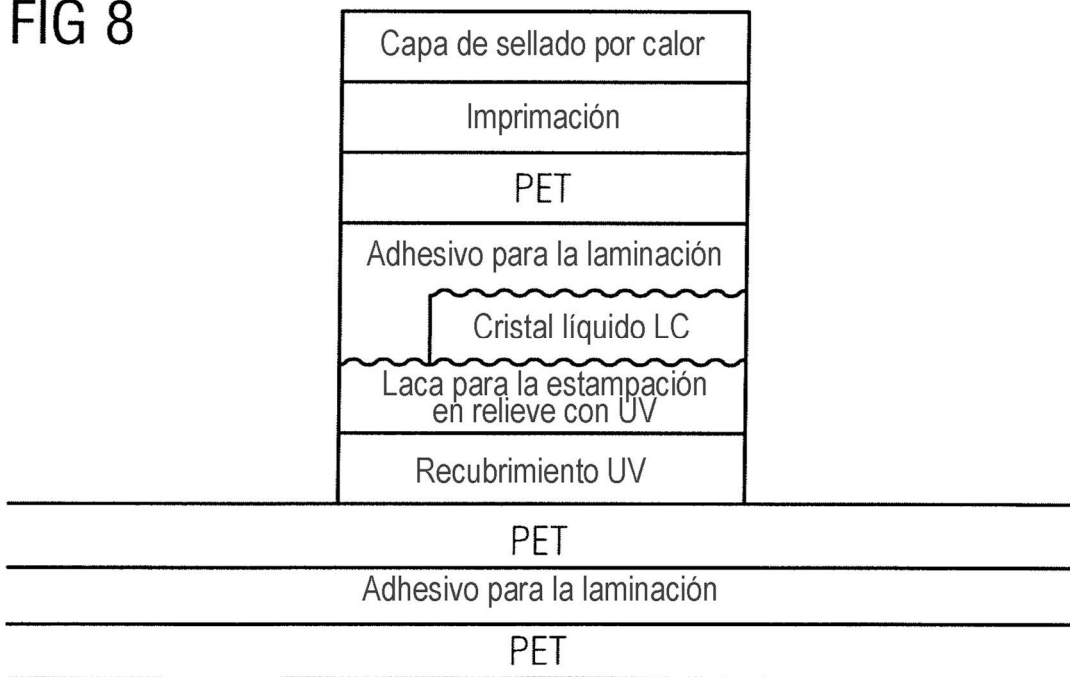 FIG 8
Capa de sellado por calor
Imprimación
PET
Adhesivo para la laminación
Cristal líquido LC
Laca para la estampación
en relieve con UV
Recubrimiento UV
PET
Adhesivo para la laminación
PET